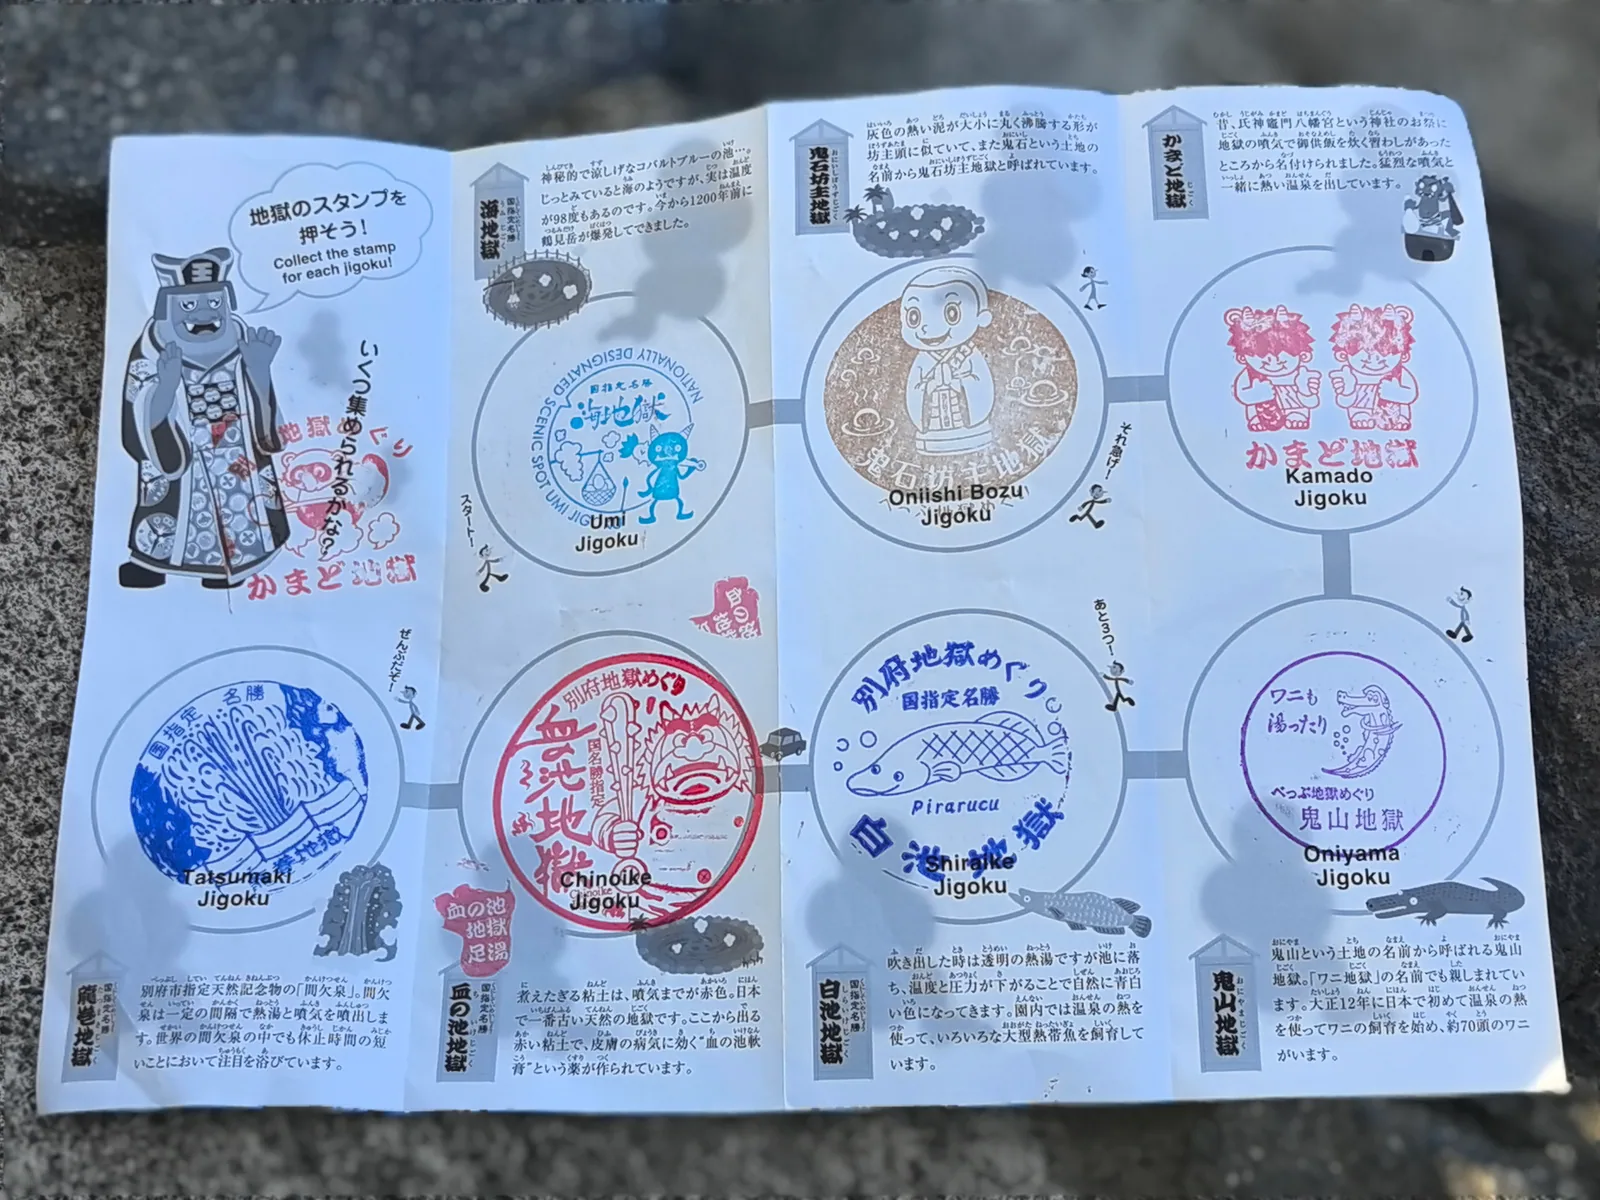 地獄のスタンプを
押そう!
Collect the stamp
for each jigoku!
いくつ集められるかな?
地獄めぐり
かまど地獄
国指定名勝
海地獄
神秘的で涼しげなコバルトブルーの池…。
じっとみていると海のようですが、実は温度
が98度もあるのです。今から1200年前に
鶴見岳が爆発してできました。
NATIONALLY DESIGNATED SCENIC SPOT UMI JIG
国指定名勝
海地獄
Umi
Jigoku
スタート!
鬼石坊主地獄
灰色の熱い泥が大小に丸く沸騰する形が
坊主頭に似ていて、また鬼石という土地の
名前から鬼石坊主地獄と呼ばれています。
鬼石坊主地獄
Oniishi Bozu
Jigoku
それ急げ!
かまど地獄
昔、氏神竈門八幡宮という神社のお祭に
地獄の噴気で御供飯を炊く習わしがあった
ところから名付けられました。猛烈な噴気と
一緒に熱い温泉を出しています。
かまど地獄
Kamado
Jigoku
ワニも
湯ったり
べっぷ地獄めぐり
鬼山地獄
Oniyama
Jigoku
鬼山地獄
鬼山という土地の名前から呼ばれる鬼山
地獄。「ワニ地獄」の名前でも親しまれてい
ます。大正12年に日本で初めて温泉の熱
を使ってワニの飼育を始め、約70頭のワニ
がいます。
あと3つ!
別府地獄めぐり
国指定名勝
Pirarucu
白池地獄
Shiraike
Jigoku
国指定名勝
白池地獄
吹き出した時は透明の熱湯ですが池に落
ち、温度と圧力が下がることで自然に青白
い色になってきます。園内では温泉の熱を
使って、いろいろな大型熱帯魚を飼育して
います。
別府地獄めぐり
血の池地獄
国名勝指定
Chinoike
Jigoku
血の池
地獄
足湯
国指定名勝
血の池地獄
煮えたぎる粘土は、噴気までが赤色。日本
で一番古い天然の地獄です。ここから出る
赤い粘土で、皮膚の病気に効く"血の池軟
膏"という薬が作られています。
ぜんぶだぞ!
国指定 名勝
巻地獄
Tatsumaki
Jigoku
国指定名勝
龍巻地獄
別府市指定天然記念物の「間欠泉」。間欠
泉は一定の間隔で熱湯と噴気を噴出しま
す。世界の間欠泉の中でも休止時間の短
いことにおいて注目を浴びています。